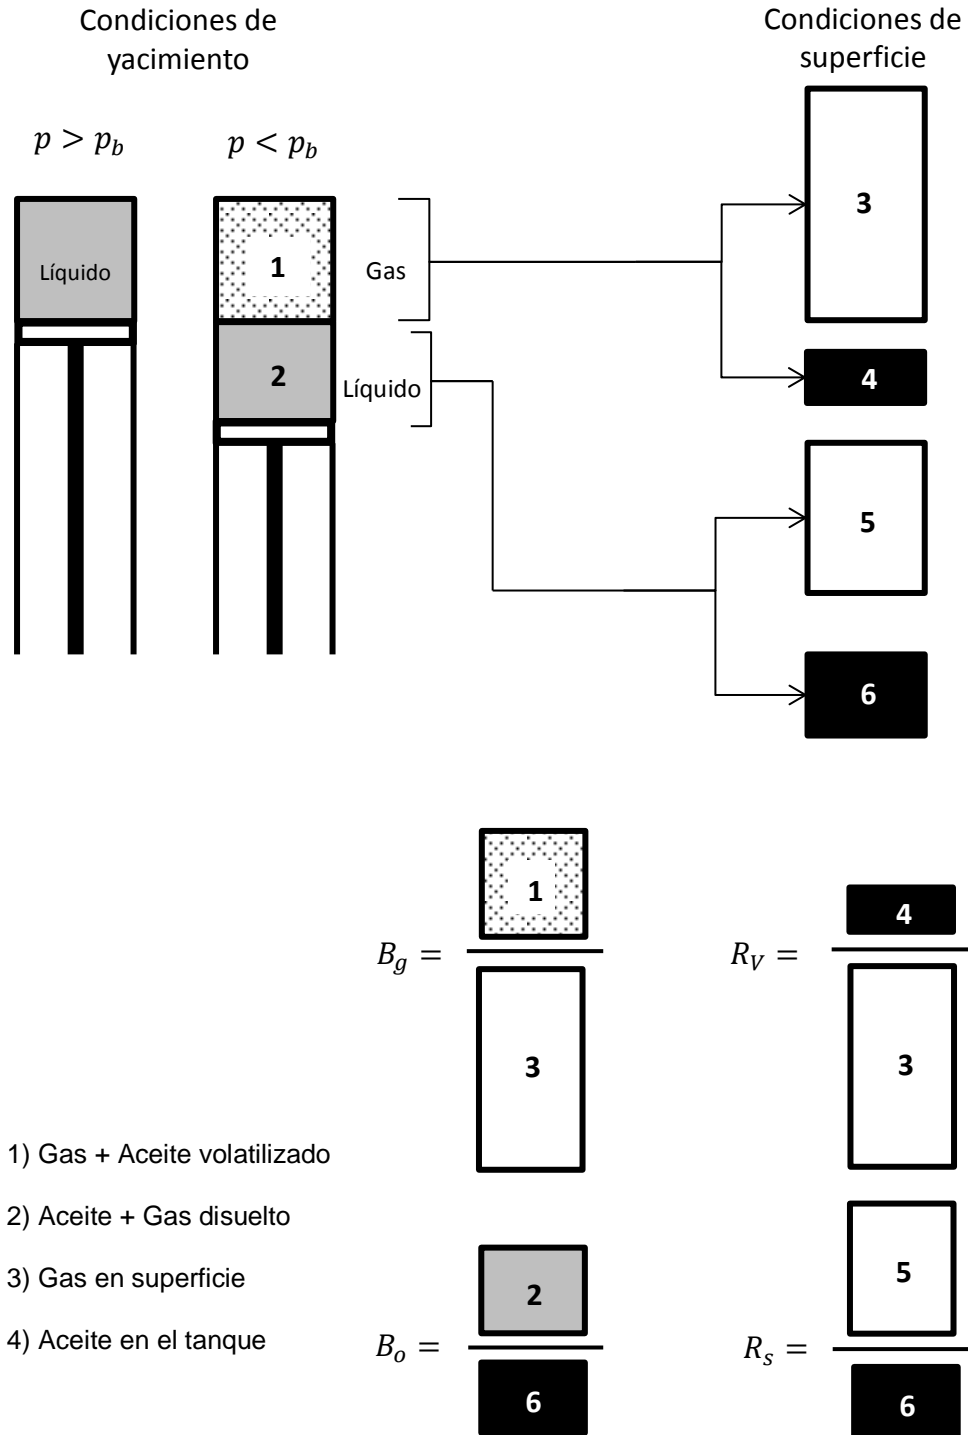 Condiciones de
yacimiento
Condiciones de
superficie
p > p_b
p < p_b
Líquido
1
2
Gas
Líquido
3
4
5
6
B_g = 1
3
R_V = 4
3
1) Gas + Aceite volatilizado
2) Aceite + Gas disuelto
3) Gas en superficie
4) Aceite en el tanque
B_o = 2
6
R_s = 5
6